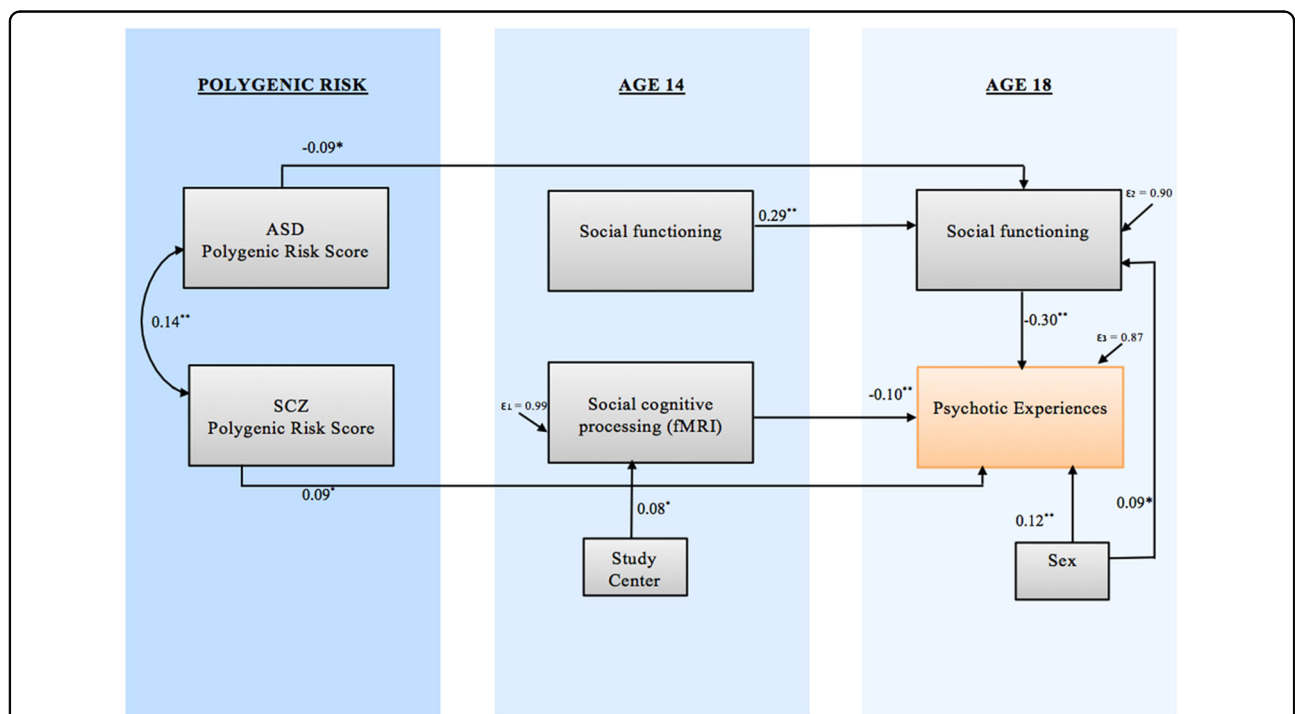 POLYGENIC RISK
AGE 14
AGE 18
-0.09*
ASD
Polygenic Risk Score
Social functioning
0.29**
Social functioning
ε₂ = 0.90
0.14**
-0.30**
ε₃ = 0.87
SCZ
Polygenic Risk Score
ε₁ = 0.99
Social cognitive
processing (fMRI)
-0.10**
Psychotic Experiences
0.09*
0.08*
0.12**
0.09*
Study
Center
Sex